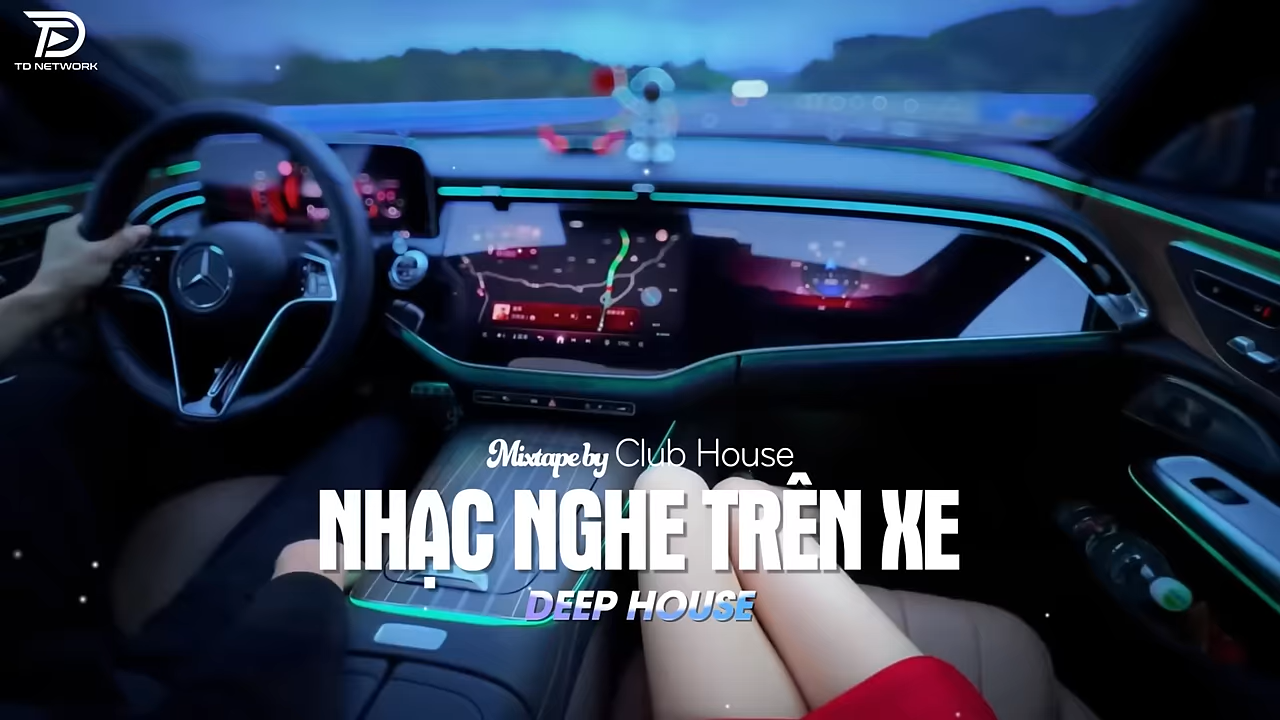 TD NETWORK
Mixtape by Club House
NHẠC NGHE TRÊN XE
DEEP HOUSE